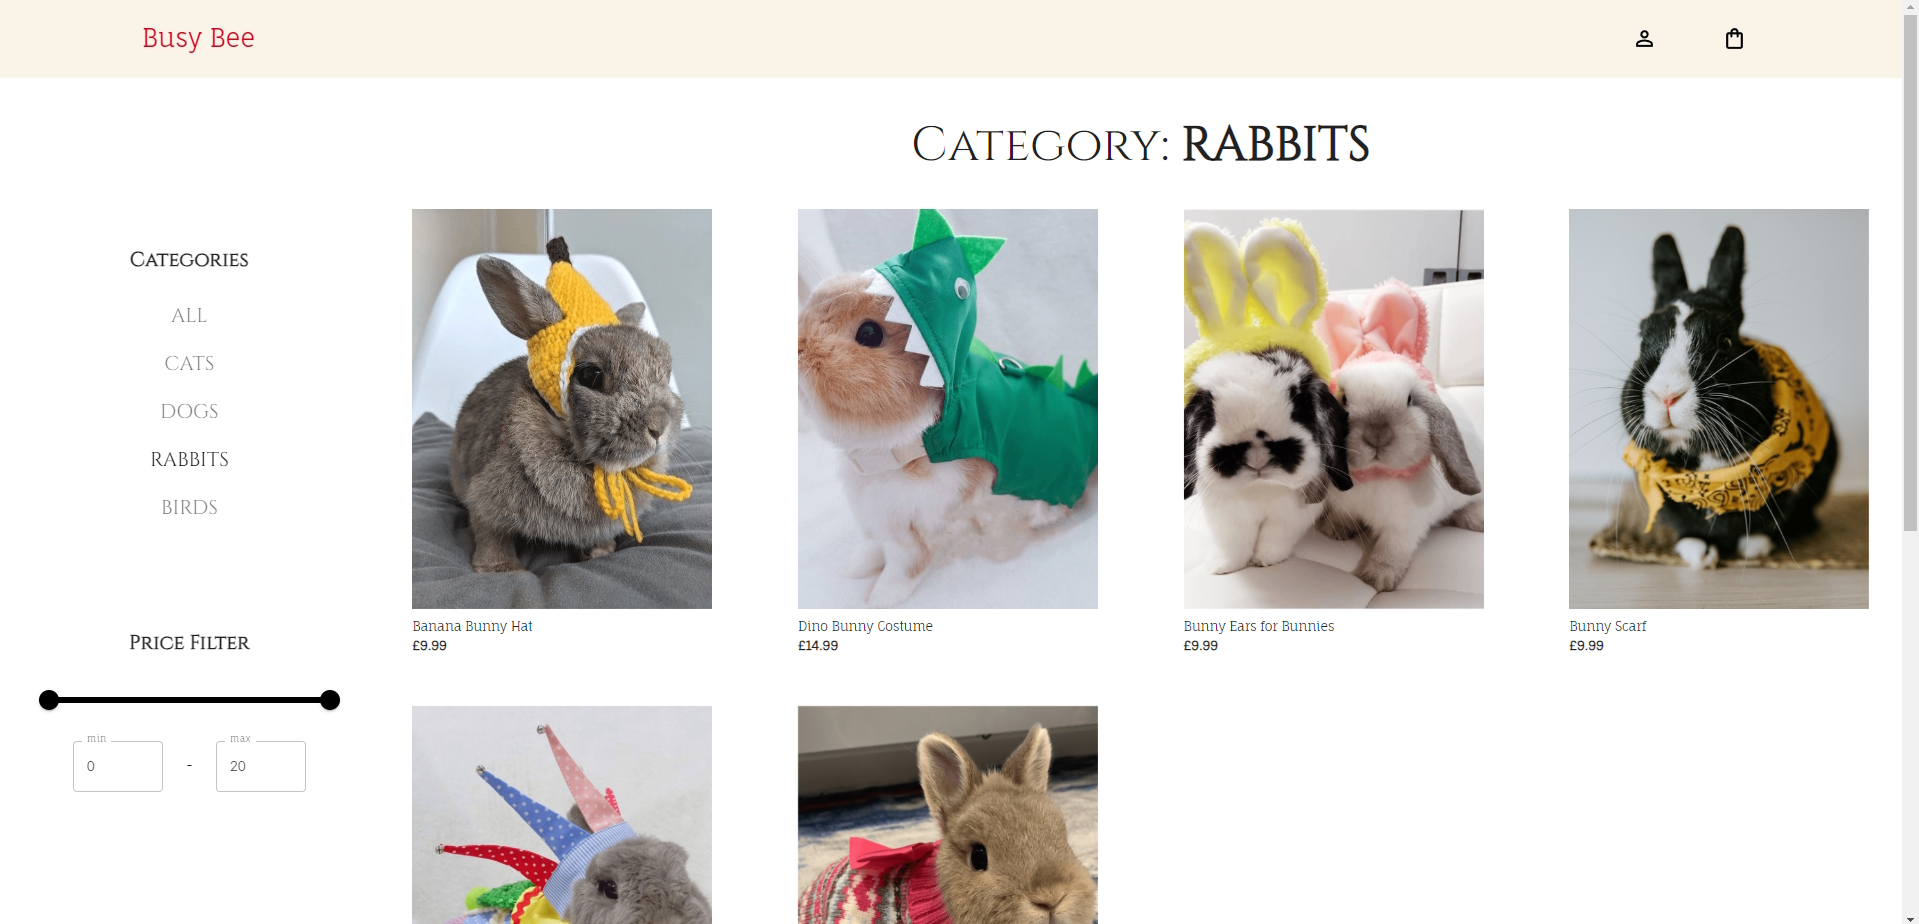 Busy Bee
Category: RABBITS
Categories
ALL
CATS
DOGS
RABBITS
BIRDS
Price Filter
min
0
-
max
20
Banana Bunny Hat
£9.99
Dino Bunny Costume
£14.99
Bunny Ears for Bunnies
£9.99
Bunny Scarf
£9.99